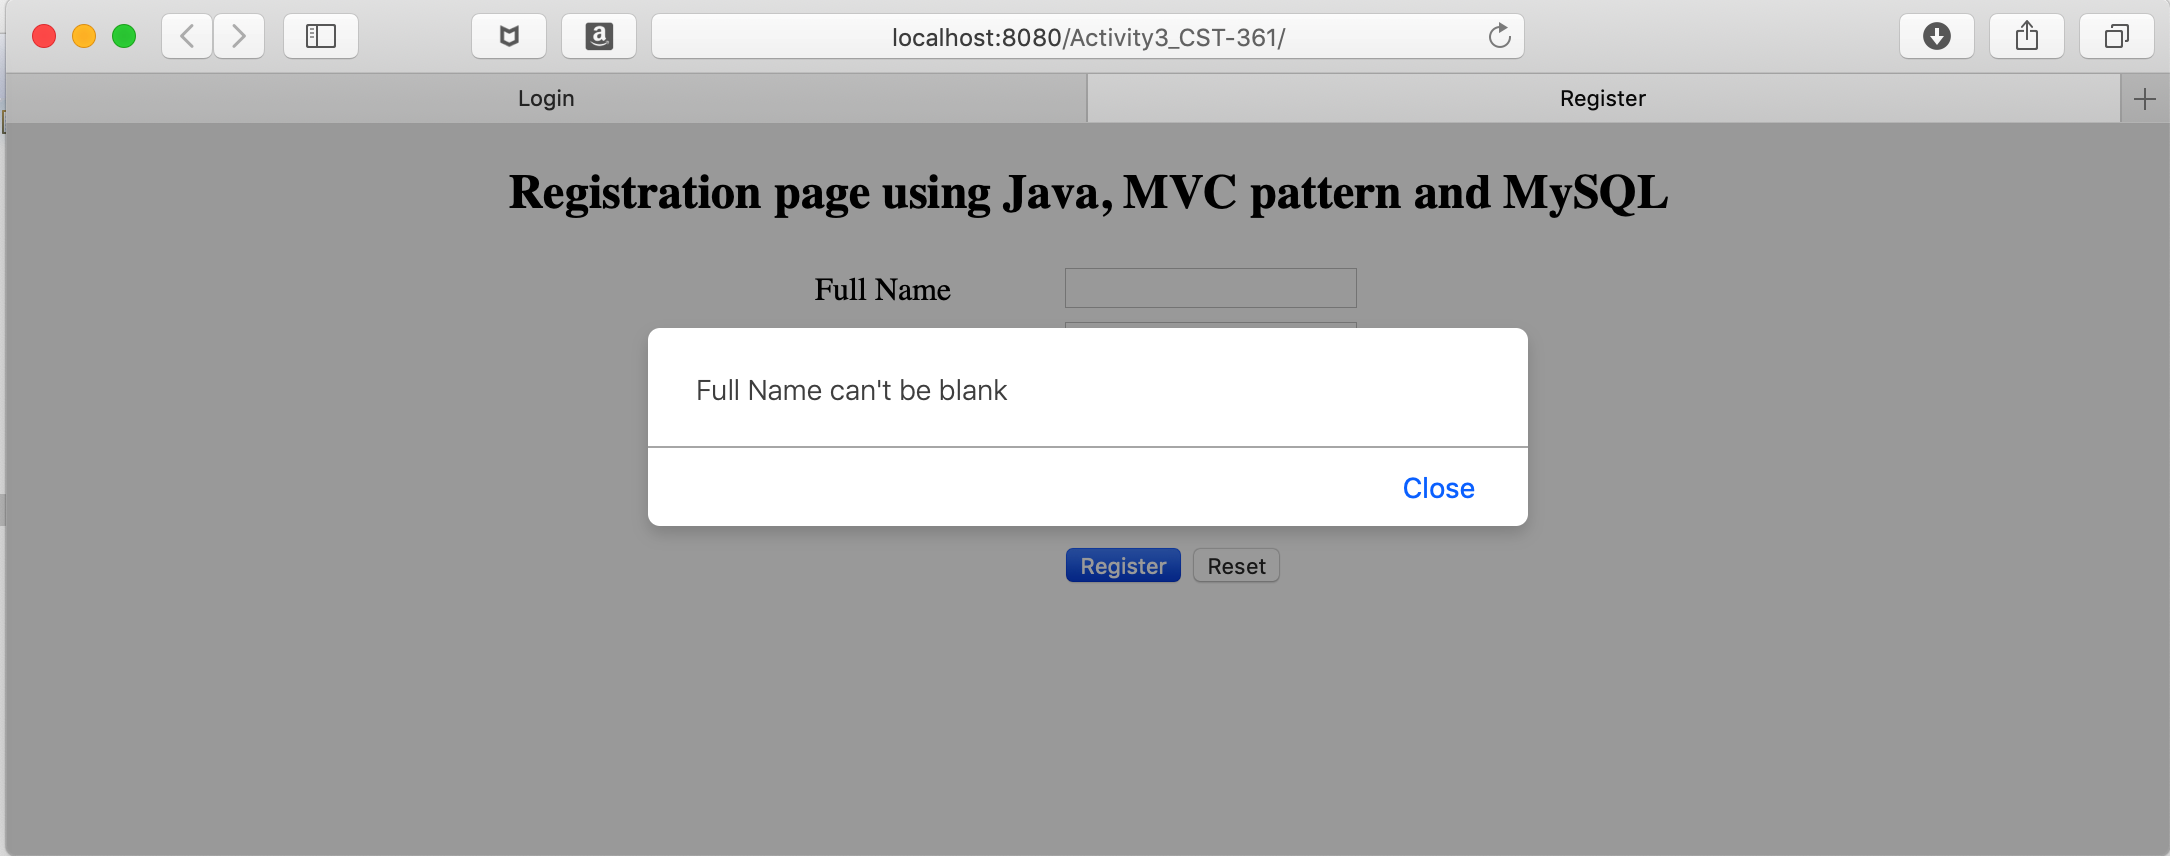 localhost:8080/Activity3_CST-361/
Login
Register
Registration page using Java, MVC pattern and MySQL
Full Name
Full Name can't be blank
Close
Register
Reset